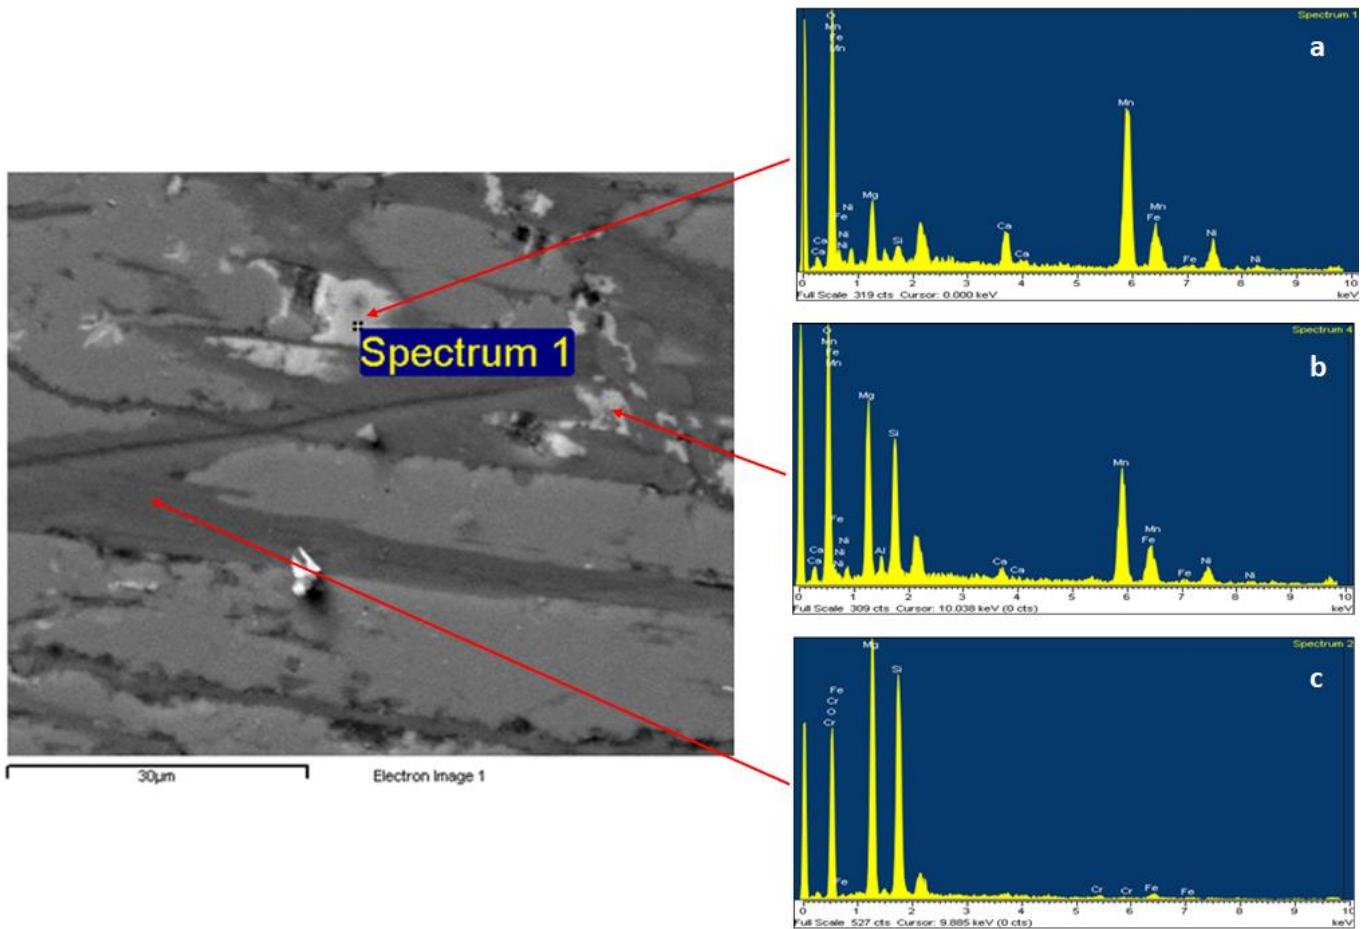 Spectrum 1
30µm
Electron Image 1
Spectrum 1
a
O
Mn
Fe
Mn
Mn
Mg
Ni
Fe
Mn
Fe
Ca
Ni
Ca
Ca
Ni
Ni
Si
Ca
Fe
Ni
0 1 2 3 4 5 6 7 8 9 10
Full Scale 319 cts Cursor: 0.000 keV
keV
Spectrum 4
b
O
Mn
Fe
Mn
Mg
Si
Mn
Fe
Mn
Fe
Ni
Ni
Ca
Ca
Ni
Ni
Al
Ca
Ca
Fe
Ni
Ni
0 1 2 3 4 5 6 7 8 9 10
Full Scale 309 cts Cursor: 10.038 keV (0 cts)
keV
Spectrum 2
c
Mg
Si
Fe
Cr
O
Cr
Fe
Cr
Cr
Fe
Fe
0 1 2 3 4 5 6 7 8 9 10
Full Scale 527 cts Cursor: 9.885 keV (0 cts)
keV